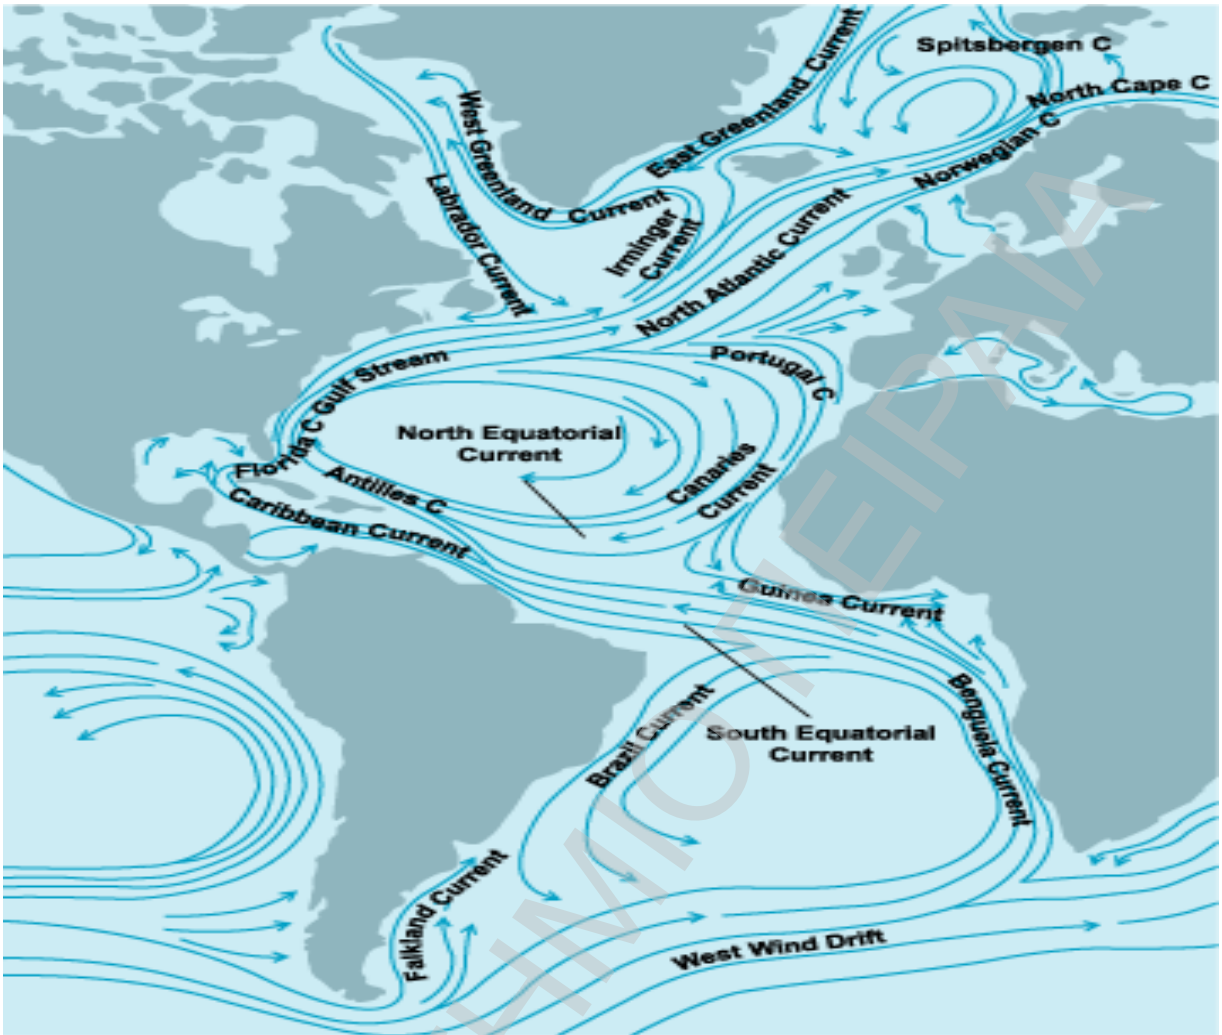 Spitsbergen C
North Cape C
Norwegian C
East Greenland Current
West Greenland Current
Labrador Current
Irminger
Current
North Atlantic Current
Gulf Stream
Portugal C
Florida C
North Equatorial
Current
Antilles C
Canaries
Current
Caribbean Current
Guinea Current
Benguela Current
Brazil Current
South Equatorial
Current
Falkland Current
West Wind Drift